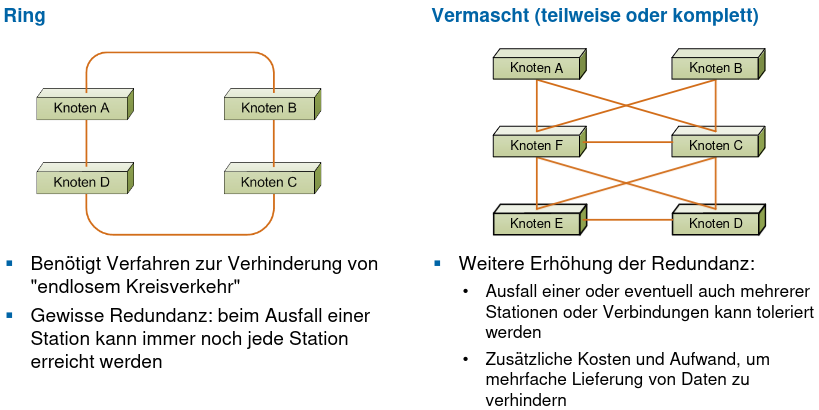 Ring
Knoten A
Knoten B
Knoten D
Knoten C
Benötigt Verfahren zur Verhinderung von
"endlosem Kreisverkehr"
Gewisse Redundanz: beim Ausfall einer
Station kann immer noch jede Station
erreicht werden
Vermascht (teilweise oder komplett)
Knoten A
Knoten B
Knoten F
Knoten C
Knoten E
Knoten D
Weitere Erhöhung der Redundanz:
Ausfall einer oder eventuell auch mehrerer
Stationen oder Verbindungen kann toleriert
werden
Zusätzliche Kosten und Aufwand, um
mehrfache Lieferung von Daten zu
verhindern